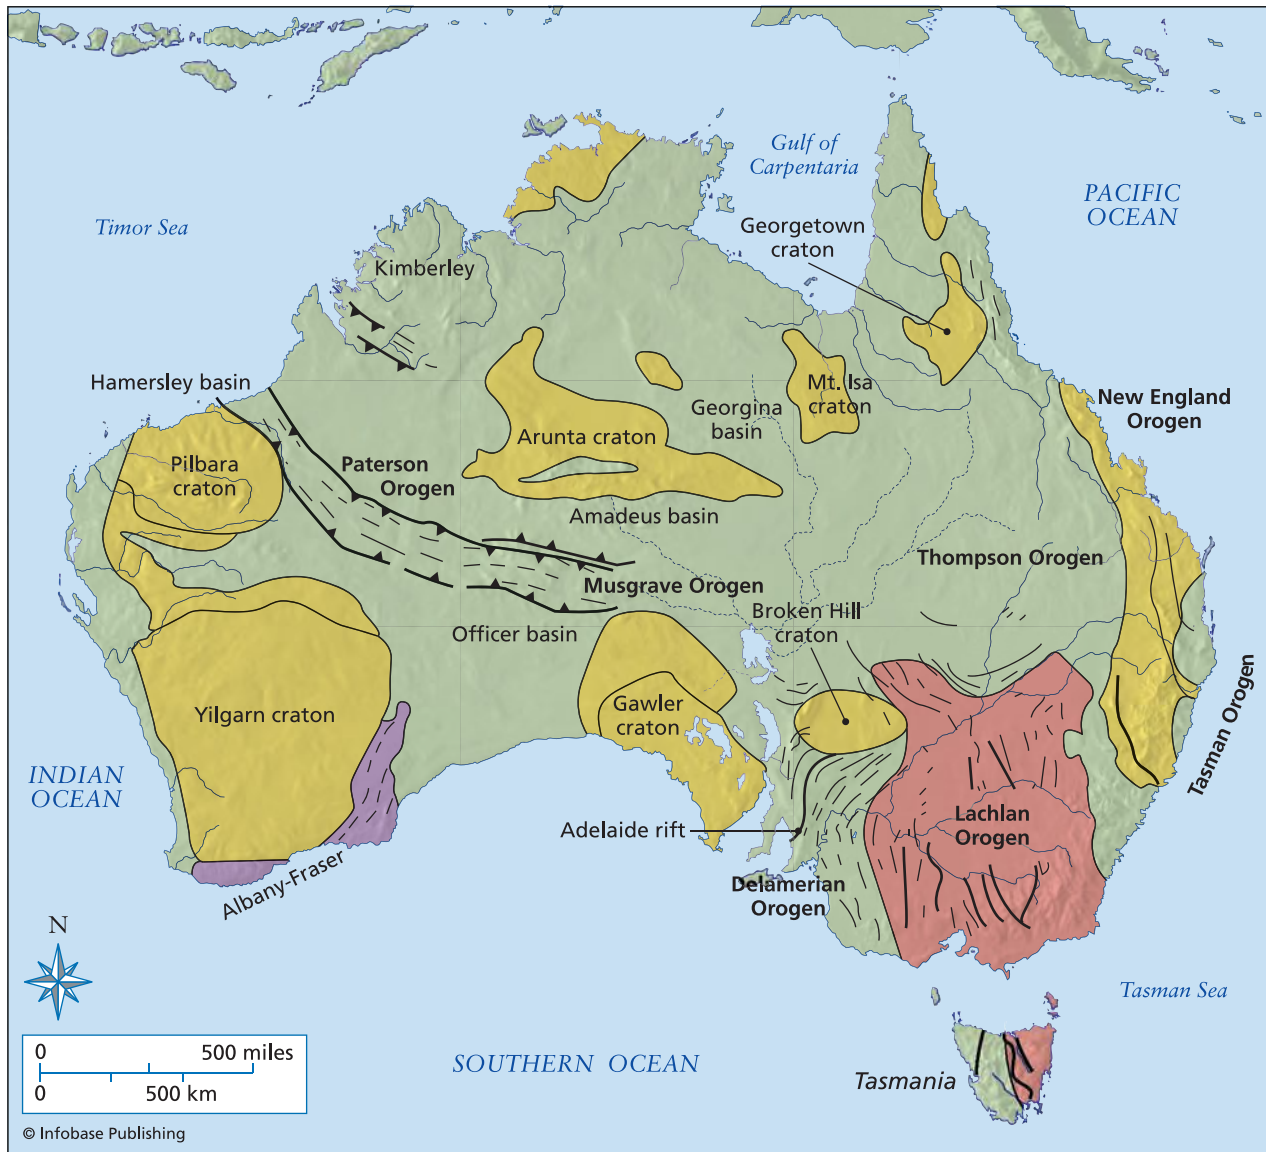 Gulf of
Carpentaria
PACIFIC
OCEAN
Timor Sea
Georgetown
craton
Kimberley
Hamersley basin
Mt. Isa
craton
New England
Orogen
Georgina
basin
Arunta craton
Pilbara
craton
Paterson
Orogen
Amadeus basin
Thompson Orogen
Musgrave Orogen
Broken Hill
craton
Officer basin
Tasman Orogen
Gawler
craton
Yilgarn craton
INDIAN
OCEAN
Lachlan
Orogen
Adelaide rift
Albany-Fraser
Delamerian
Orogen
N
Tasman Sea
0 500 miles
0 500 km
SOUTHERN OCEAN
Tasmania
© Infobase Publishing